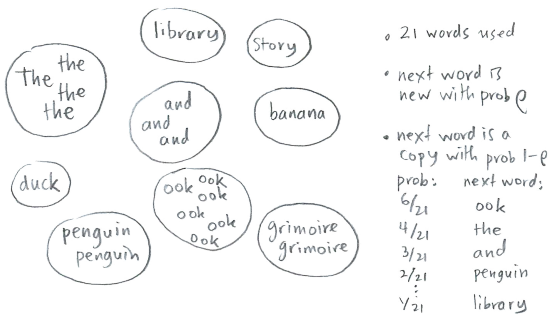 library
story
The the
the
the
and
and
and
banana
duck
ook ook
ook
ook
ook
ook
penguin
penguin
grimoire
grimoire
• 21 words used
• next word is
new with prob ρ
• next word is a
copy with prob 1-ρ
prob: next word:
6/21 ook
4/21 the
3/21 and
2/21 penguin
⋮
1/21 library